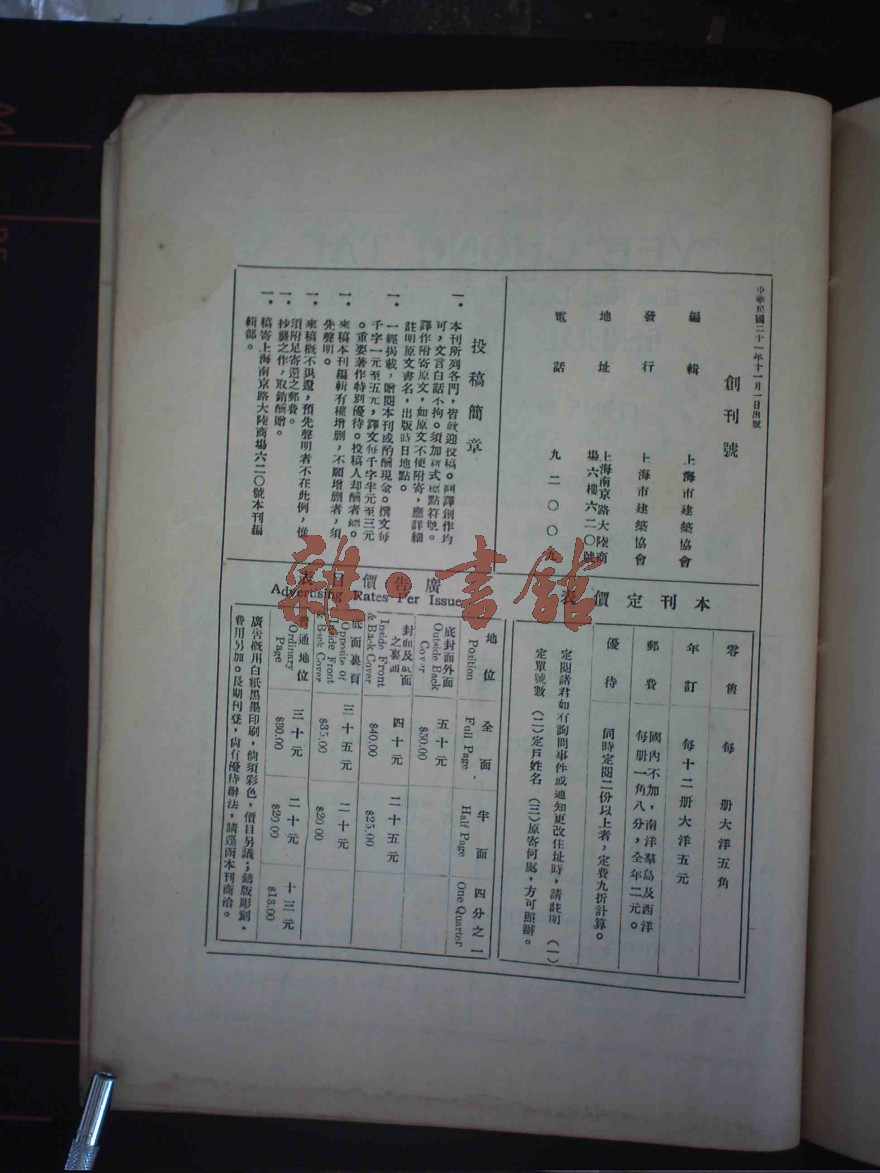 中華民國二十一年十一月一日出版
創刊號
編輯 上海市建築協會
發行 上海市建築協會
地址 上海南京路大陸商
場六樓六二〇號
電話 九二〇〇九
投稿簡章
一．本刊所列各門，皆歡迎投稿。翻譯創作均
可，文言白話不拘。須加新式標點符號。
譯作附寄原文，如原文不便附寄，應詳細
註明原文書名，出版時日地點。
一．一經揭載，贈閱本刊或酌酬現金。撰文每
千字一元至五元，譯文每千字半元至三元
。重要著作特別優待。投稿人却酬者聽。
一．來稿本刊編輯有權增删，不願增删者，須
先聲明。
一．來稿概不退還，預先聲明者不在此例，惟
須附足寄還之郵費。
一．抄襲之作，取銷酬贈。
一．稿寄上海南京路大陸商場六二〇號本刊編
輯部。
本刊定價表
零售 每册大洋五角
年訂 每十二册大洋五元
郵費 國內不加，南洋羣島及西洋
每册一角八分，全年二元。
優待 同時定閱二份以上者，定費九折計算。
定閱諸君如有詢問事件或通知更改住址時，請註明（一）
定單號數（二）定戶姓名（三）原寄何處，方可照辦。
廣告價目表
Advertising Rates Per Issue
地位 Position 全面 Full Page 半面 Half Page 四分之一 One Quarter
底封面外面 Outside Back Cover 五十元 $50.00
封面及底面之裏面 Inside Front & Back Cover 四十元 $40.00 二十五元 $25.00
底面裏頁 Opposite of Inside Front & Back Cover 三十五元 $35.00 二十元 $20.00
普通地位 Ordinary Page 三十元 $30.00 二十元 $20.00 十三元 $13.00
廣告概用白紙黑墨印刷，倘須彩色，價目另議；鑄版彫刻，
費用另加。長期刊登，尚有優待辦法，請逕函本刊商洽。
雜·書館